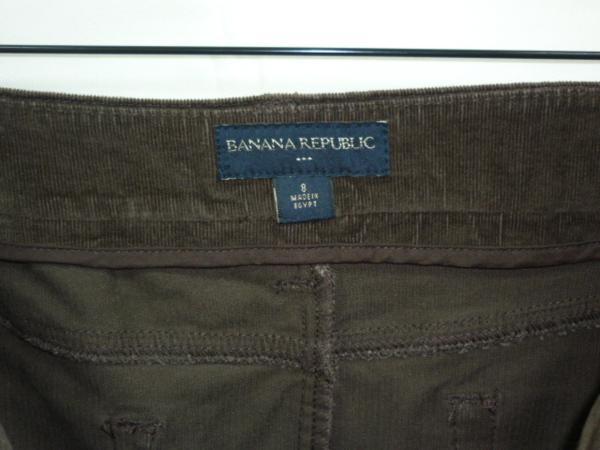 BANANA REPUBLIC
8
MADE IN
EGYPT